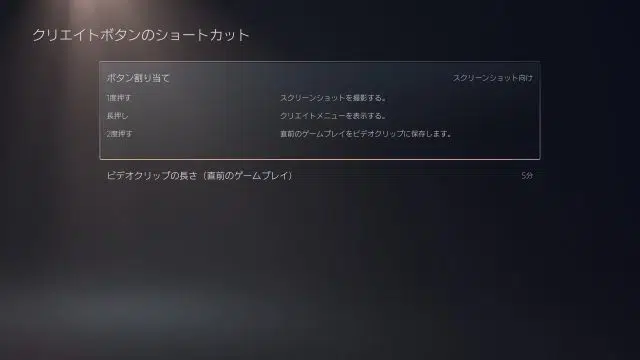 クリエイトボタンのショートカット
ボタン割り当て スクリーンショット向け
1度押す スクリーンショットを撮影する。
長押し クリエイトメニューを表示する。
2度押す 直前のゲームプレイをビデオクリップに保存します。
ビデオクリップの長さ（直前のゲームプレイ） 5分